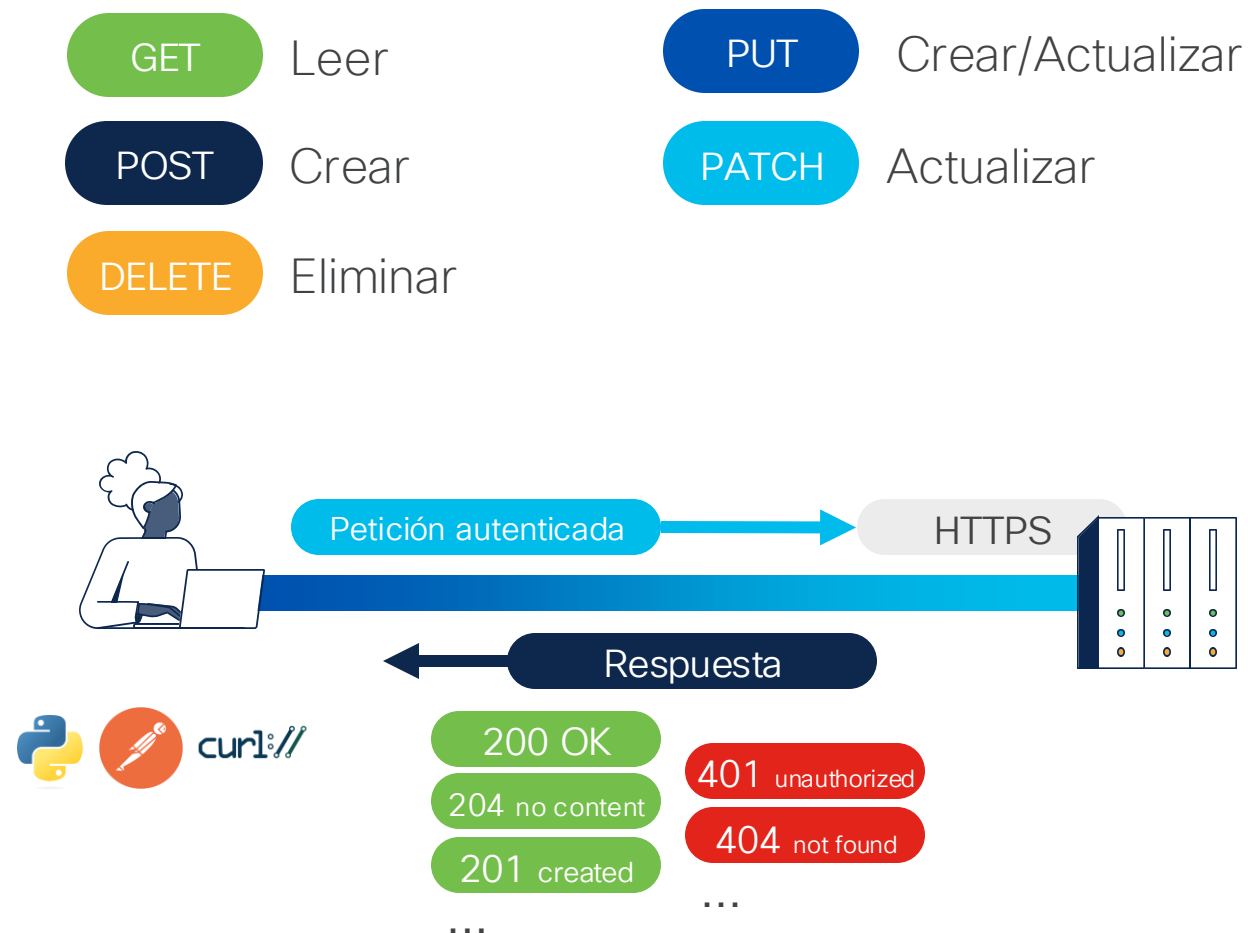 GET Leer
PUT Crear/Actualizar
POST Crear
PATCH Actualizar
DELETE Eliminar
Petición autenticada
HTTPS
Respuesta
curl://
200 OK
204 no content
201 created
...
401 unauthorized
404 not found
...